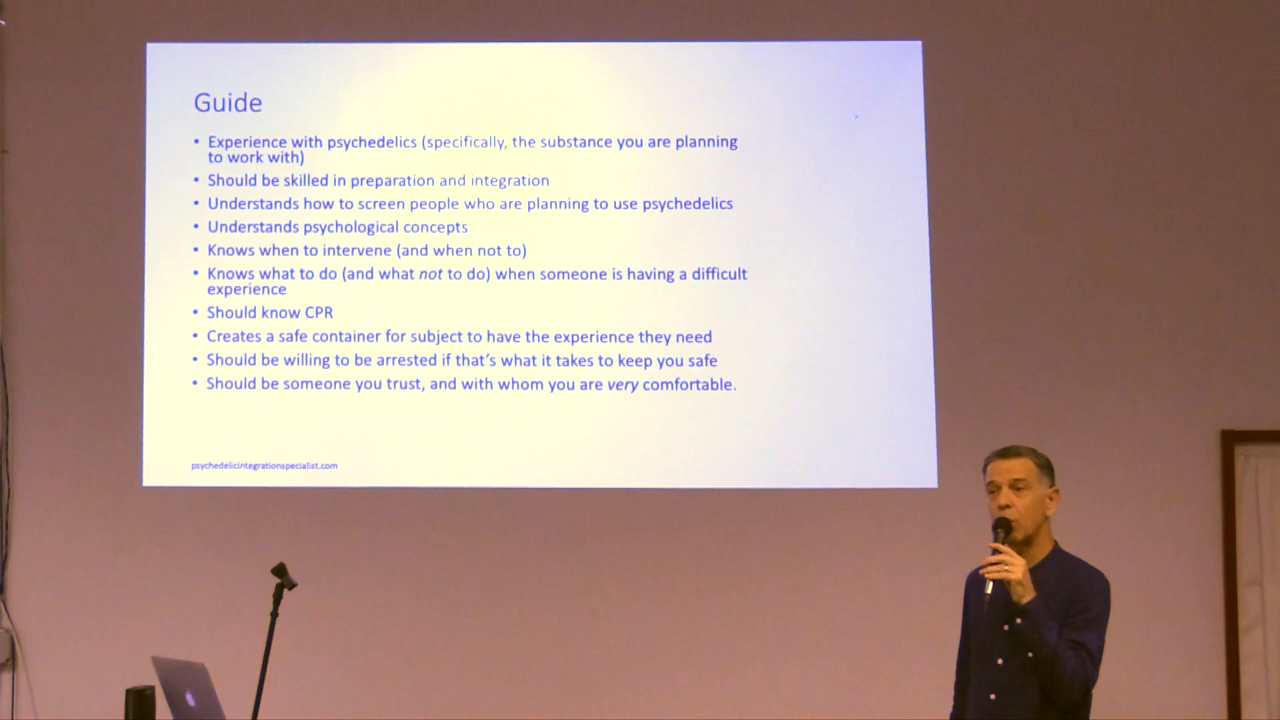 Guide
• Experience with psychedelics (specifically, the substance you are planning
to work with)
• Should be skilled in preparation and integration
• Understands how to screen people who are planning to use psychedelics
• Understands psychological concepts
• Knows when to intervene (and when not to)
• Knows what to do (and what not to do) when someone is having a difficult
experience
• Should know CPR
• Creates a safe container for subject to have the experience they need
• Should be willing to be arrested if that’s what it takes to keep you safe
• Should be someone you trust, and with whom you are very comfortable.
psychedelicintegrationspecialist.com